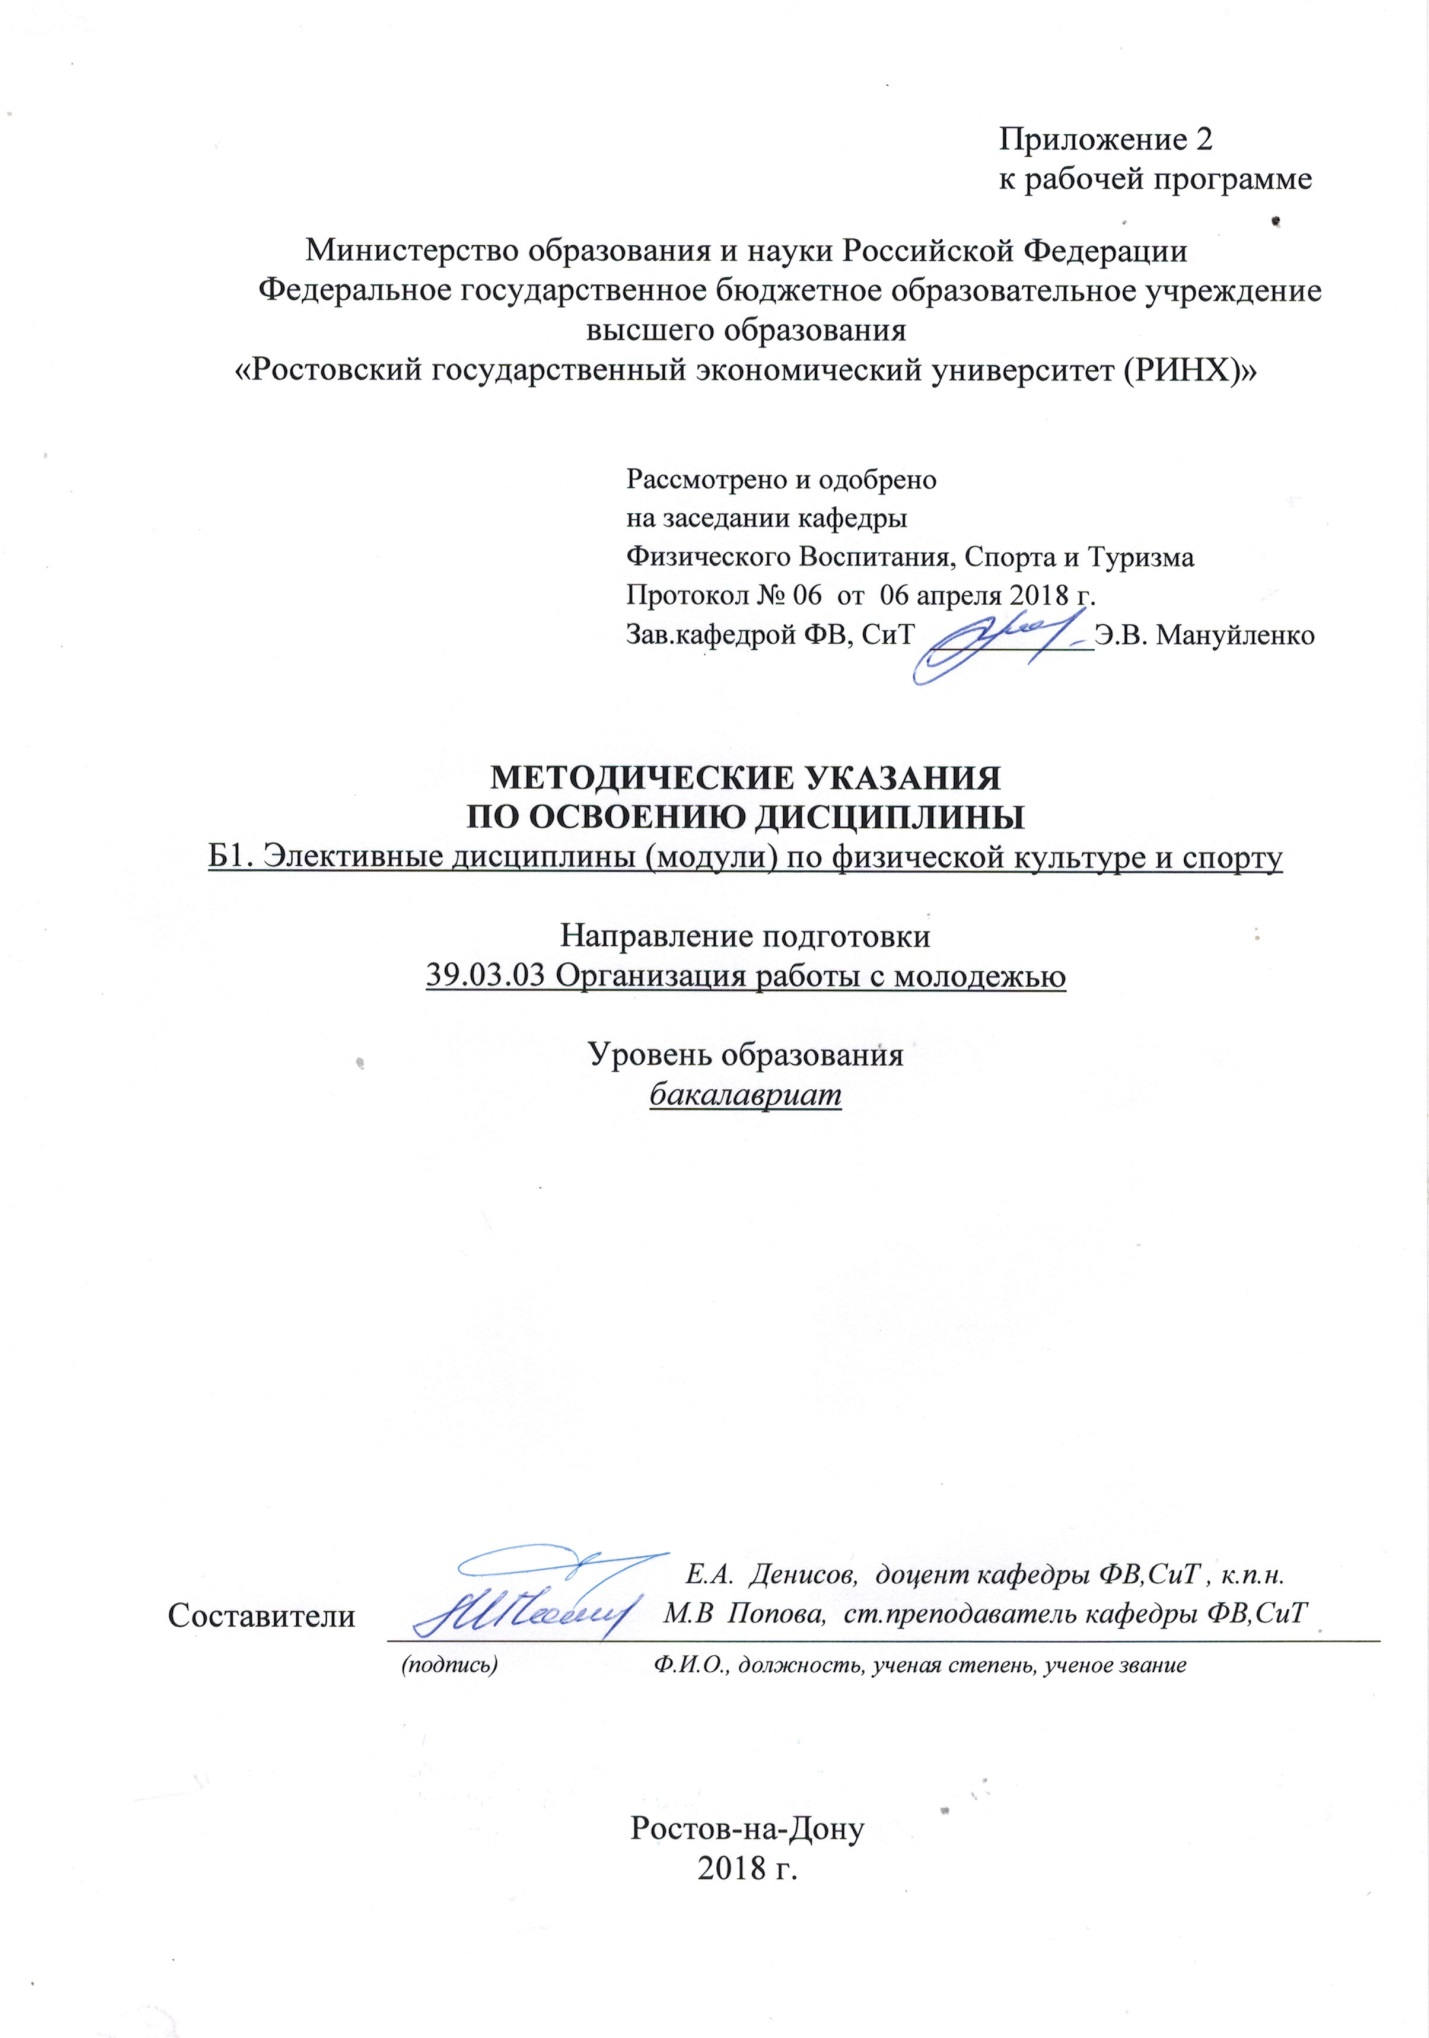 Приложение 2
к рабочей программе
Министерство образования и науки Российской Федерации
Федеральное государственное бюджетное образовательное учреждение
высшего образования
«Ростовский государственный экономический университет (РИНХ)»
Рассмотрено и одобрено
на заседании кафедры
Физического Воспитания, Спорта и Туризма
Протокол № 06 от 06 апреля 2018 г.
Зав.кафедрой ФВ, СиТ ____________Э.В. Мануйленко
МЕТОДИЧЕСКИЕ УКАЗАНИЯ
ПО ОСВОЕНИЮ ДИСЦИПЛИНЫ
Б1. Элективные дисциплины (модули) по физической культуре и спорту
Направление подготовки
39.03.03 Организация работы с молодежью
Уровень образования
бакалавриат
Е.А. Денисов, доцент кафедры ФВ,СиТ , к.п.н.
Составители М.В Попова, ст.преподаватель кафедры ФВ,СиТ
(подпись) Ф.И.О., должность, ученая степень, ученое звание
Ростов-на-Дону
2018 г.